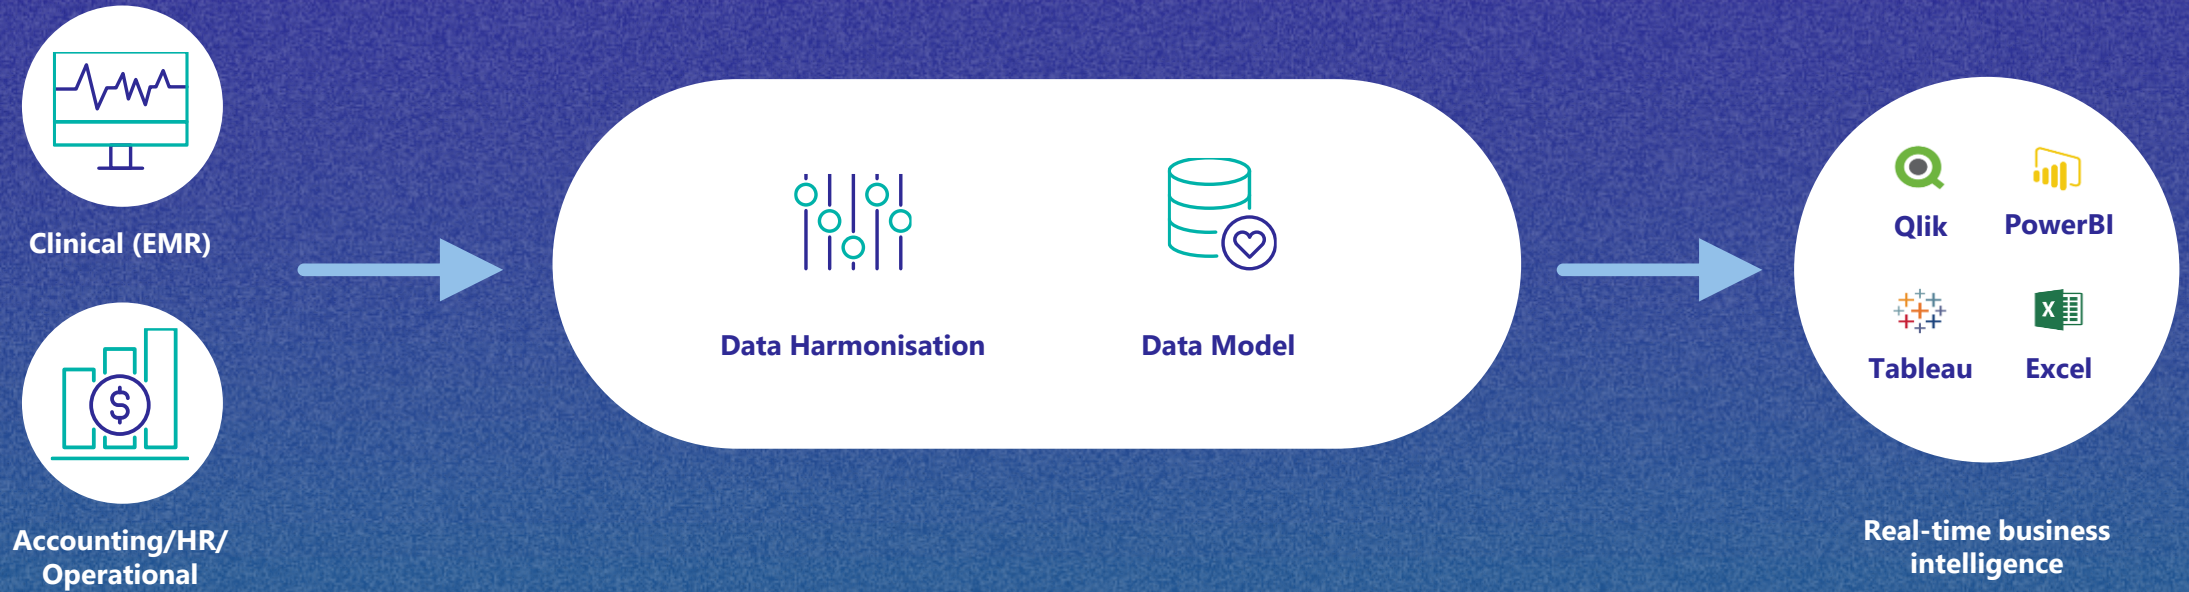 Clinical (EMR)
Accounting/HR/
Operational
Data Harmonisation
Data Model
Qlik
PowerBI
Tableau
Excel
Real-time business
intelligence